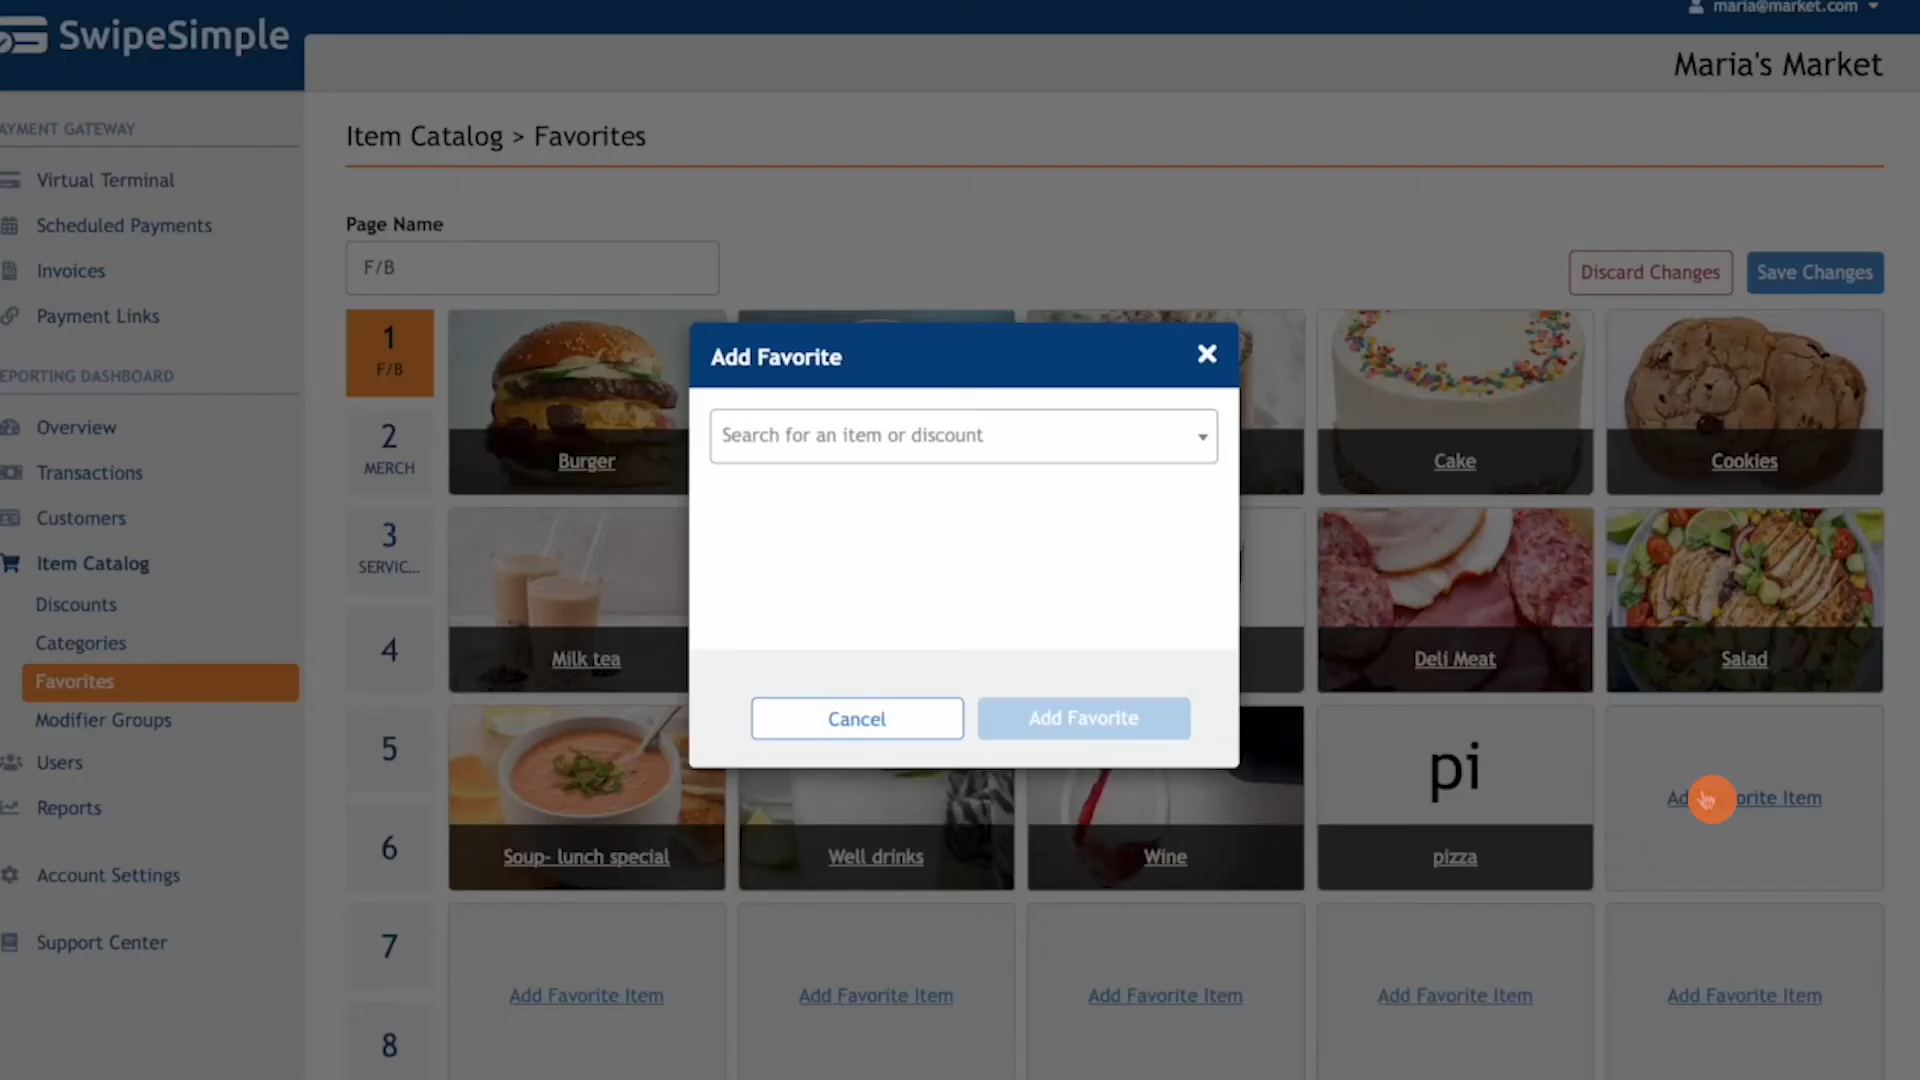 SwipeSimple
maria@market.com
Maria's Market
AYMENT GATEWAY
Virtual Terminal
Scheduled Payments
Invoices
Payment Links
EPORTING DASHBOARD
Overview
Transactions
Customers
Item Catalog
Discounts
Categories
Favorites
Modifier Groups
Users
Reports
Account Settings
Support Center
Item Catalog > Favorites
Page Name
F/B
Discard Changes
Save Changes
1
F/B
2
MERCH
3
SERVIC...
4
5
6
7
8
Burger
Cake
Cookies
Milk tea
Deli Meat
Salad
Soup- lunch special
Well drinks
Wine
pi
pizza
Ad orite Item
Add Favorite Item
Add Favorite Item
Add Favorite Item
Add Favorite Item
Add Favorite Item
Add Favorite
Search for an item or discount
Cancel
Add Favorite